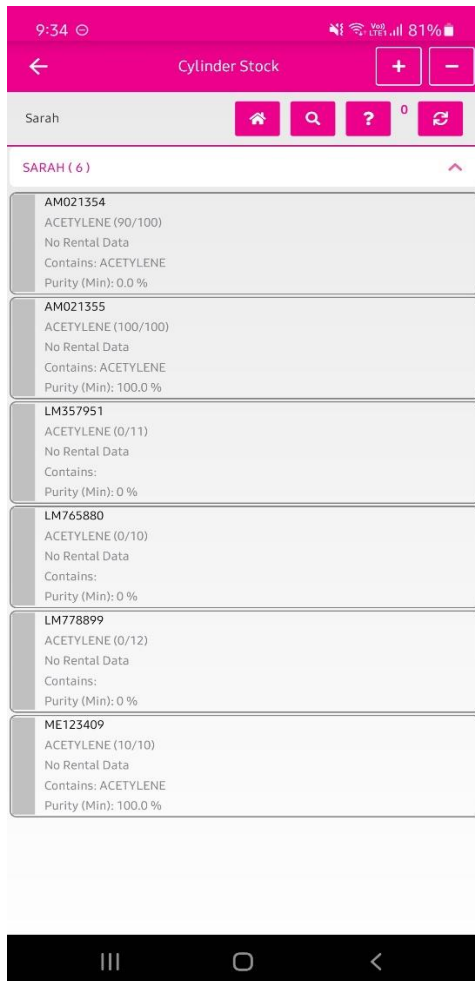 9:34
Vo)) LTE1 81%
Cylinder Stock
+ −
Sarah
? 0
SARAH ( 6 )
AM021354
ACETYLENE (90/100)
No Rental Data
Contains: ACETYLENE
Purity (Min): 0.0 %
AM021355
ACETYLENE (100/100)
No Rental Data
Contains: ACETYLENE
Purity (Min): 100.0 %
LM357951
ACETYLENE (0/11)
No Rental Data
Contains:
Purity (Min): 0 %
LM765880
ACETYLENE (0/10)
No Rental Data
Contains:
Purity (Min): 0 %
LM778899
ACETYLENE (0/12)
No Rental Data
Contains:
Purity (Min): 0 %
ME123409
ACETYLENE (10/10)
No Rental Data
Contains: ACETYLENE
Purity (Min): 100.0 %